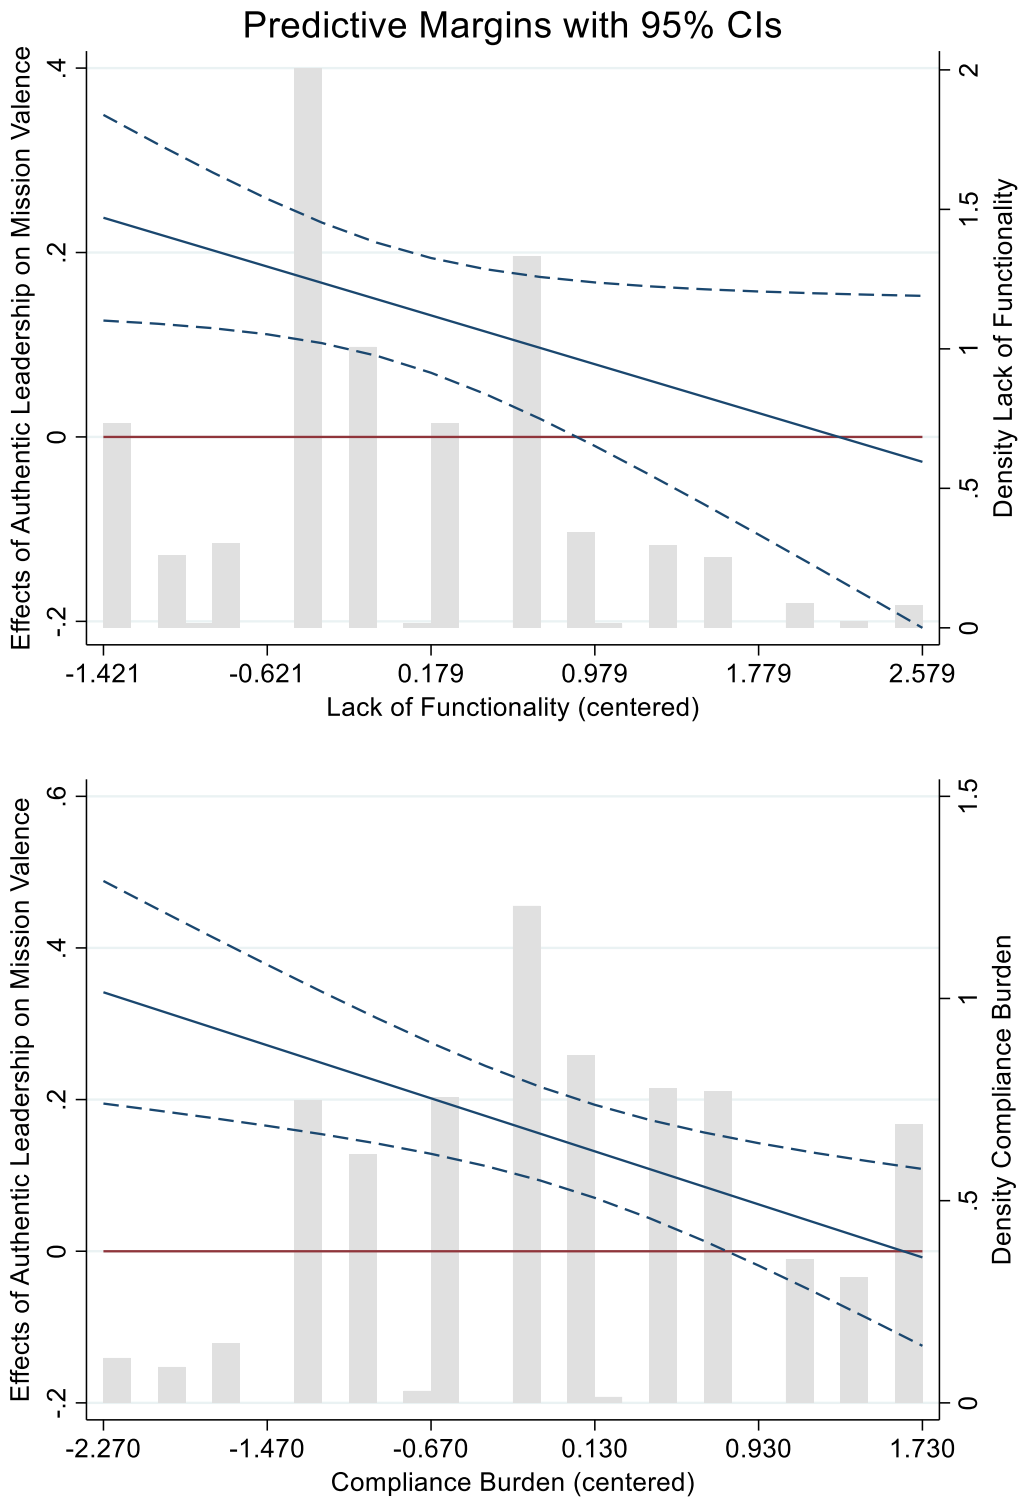 Predictive Margins with 95% CIs
Effects of Authentic Leadership on Mission Valence
.4
.2
0
-.2
2
1.5
1
.5
0
Density Lack of Functionality
-1.421 -0.621 0.179 0.979 1.779 2.579
Lack of Functionality (centered)
Effects of Authentic Leadership on Mission Valence
.6
.4
.2
0
-.2
1.5
1
.5
0
Density Compliance Burden
-2.270 -1.470 -0.670 0.130 0.930 1.730
Compliance Burden (centered)